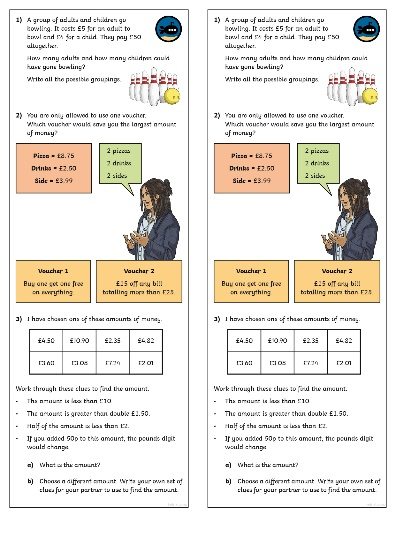 1) A group of adults and children go
bowling. It costs £5 for an adult to
bowl and £4 for a child. They pay £50
altogether.
How many adults and how many children could
have gone bowling?
Write all the possible groupings.
2) You are only allowed to use one voucher.
Which voucher would save you the largest amount
of money?
Pizza = £8.75
Drinks = £2.50
Side = £3.99
2 pizzas
2 drinks
2 sides
Voucher 1
Buy one get one free
on everything
Voucher 2
£15 off any bill
totalling more than £25
3) I have chosen one of these amounts of money.
£4.50 £10.90 £2.35 £4.82
£3.60 £3.05 £7.24 £2.01
Work through these clues to find the amount.
- The amount is less than £10.
- The amount is greater than double £1.50.
- Half of the amount is less than £2.
- If you added 50p to this amount, the pounds digit
would change.
a) What is the amount?
b) Choose a different amount. Write your own set of
clues for your partner to use to find the amount.
1) A group of adults and children go
bowling. It costs £5 for an adult to
bowl and £4 for a child. They pay £50
altogether.
How many adults and how many children could
have gone bowling?
Write all the possible groupings.
2) You are only allowed to use one voucher.
Which voucher would save you the largest amount
of money?
Pizza = £8.75
Drinks = £2.50
Side = £3.99
2 pizzas
2 drinks
2 sides
Voucher 1
Buy one get one free
on everything
Voucher 2
£15 off any bill
totalling more than £25
3) I have chosen one of these amounts of money.
£4.50 £10.90 £2.35 £4.82
£3.60 £3.05 £7.24 £2.01
Work through these clues to find the amount.
- The amount is less than £10.
- The amount is greater than double £1.50.
- Half of the amount is less than £2.
- If you added 50p to this amount, the pounds digit
would change.
a) What is the amount?
b) Choose a different amount. Write your own set of
clues for your partner to use to find the amount.